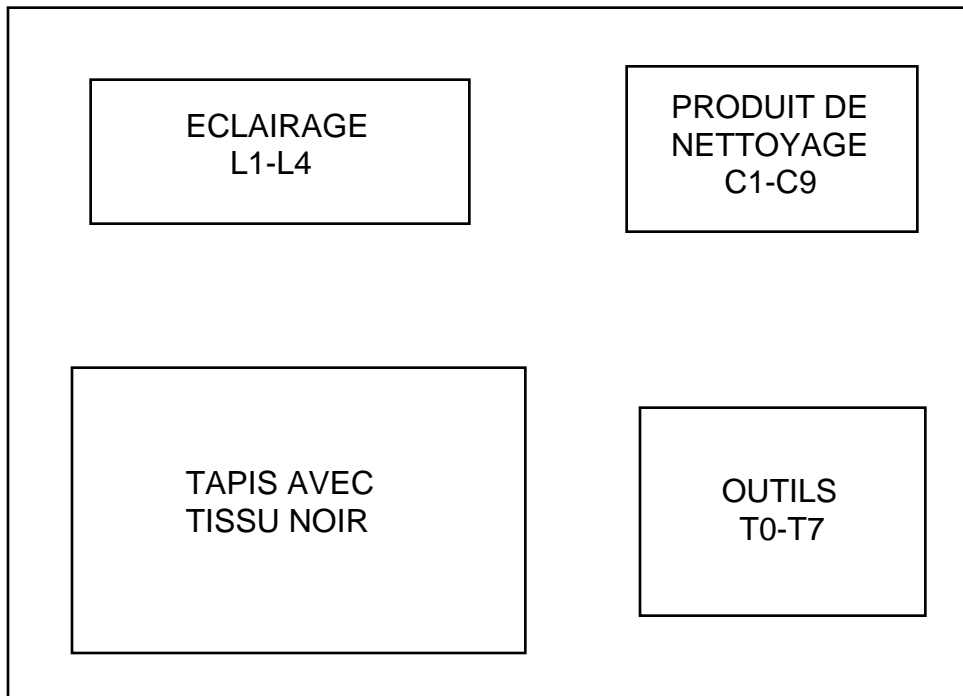 ECLAIRAGE
L1-L4
PRODUIT DE
NETTOYAGE
C1-C9
TAPIS AVEC
TISSU NOIR
OUTILS
T0-T7